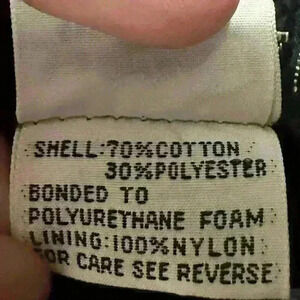 SHELL:70%COTTON
30%POLYESTER
BONDED TO
POLYURETHANE FOAM
LINING:100%NYLON
FOR CARE SEE REVERSE